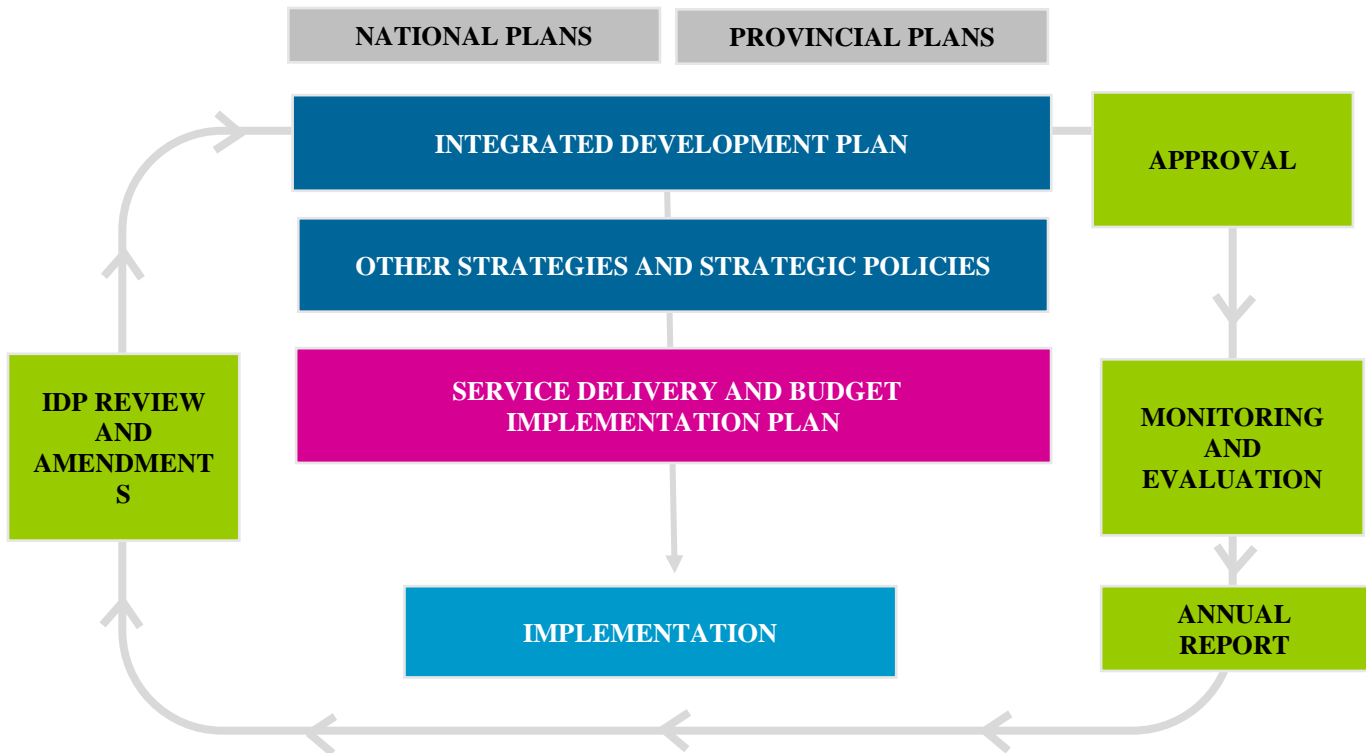 NATIONAL PLANS
PROVINCIAL PLANS
INTEGRATED DEVELOPMENT PLAN
APPROVAL
OTHER STRATEGIES AND STRATEGIC POLICIES
IDP REVIEW
AND
AMENDMENT
S
SERVICE DELIVERY AND BUDGET
IMPLEMENTATION PLAN
MONITORING
AND
EVALUATION
IMPLEMENTATION
ANNUAL
REPORT